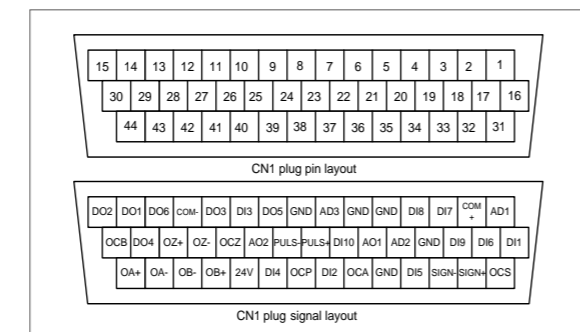 15 14 13 12 11 10 9 8 7 6 5 4 3 2 1
30 29 28 27 26 25 24 23 22 21 20 19 18 17 16
44 43 42 41 40 39 38 37 36 35 34 33 32 31
CN1 plug pin layout
DO2 DO1 DO6 COM- DO3 DI3 DO5 GND AD3 GND GND DI8 DI7 COM + AD1
OCB DO4 OZ+ OZ- OCZ AO2 PULS- PULS+ DI10 AO1 AD2 GND DI9 DI6 DI1
OA+ OA- OB- OB+ 24V DI4 OCP DI2 OCA GND DI5 SIGN- SIGN+ OCS
CN1 plug signal layout